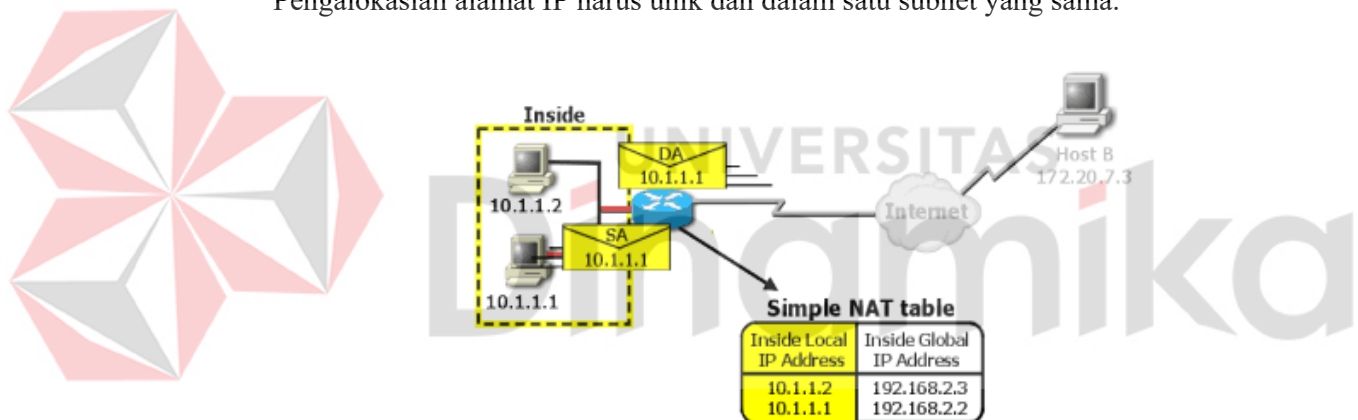 Pengalokasian alamat IP harus unik dan dalam satu subnet yang sama.
Inside
UNIVERSITAS
Dinamika
DA
10.1.1.1
Host B
172.20.7.3
10.1.1.2
Internet
SA
10.1.1.1
10.1.1.1
Simple NAT table
Inside Local IP Address
Inside Global IP Address
10.1.1.2 192.168.2.3
10.1.1.1 192.168.2.2